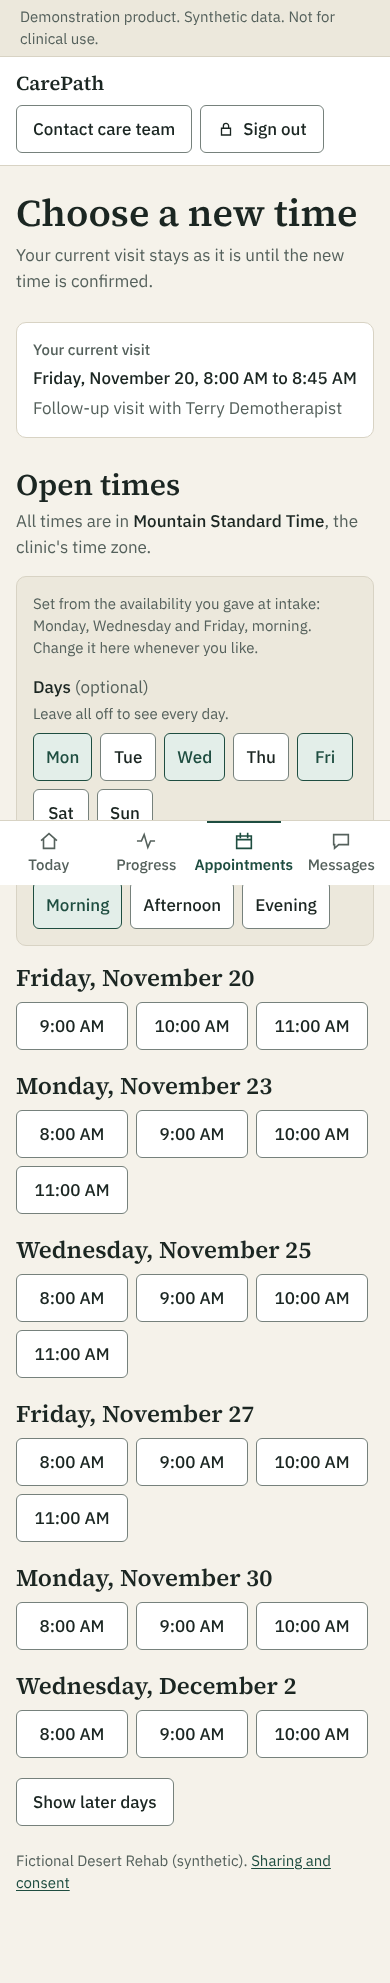 Demonstration product. Synthetic data. Not for
clinical use.
CarePath
Contact care team
Sign out
Choose a new time
Your current visit stays as it is until the new
time is confirmed.
Your current visit
Friday, November 20, 8:00 AM to 8:45 AM
Follow-up visit with Terry Demotherapist
Open times
All times are in Mountain Standard Time, the
clinic's time zone.
Set from the availability you gave at intake:
Monday, Wednesday and Friday, morning.
Change it here whenever you like.
Days (optional)
Leave all off to see every day.
Mon Tue Wed Thu Fri
Sat Sun
Today Progress Appointments Messages
Morning Afternoon Evening
Friday, November 20
9:00 AM 10:00 AM 11:00 AM
Monday, November 23
8:00 AM 9:00 AM 10:00 AM
11:00 AM
Wednesday, November 25
8:00 AM 9:00 AM 10:00 AM
11:00 AM
Friday, November 27
8:00 AM 9:00 AM 10:00 AM
11:00 AM
Monday, November 30
8:00 AM 9:00 AM 10:00 AM
Wednesday, December 2
8:00 AM 9:00 AM 10:00 AM
Show later days
Fictional Desert Rehab (synthetic). Sharing and
consent